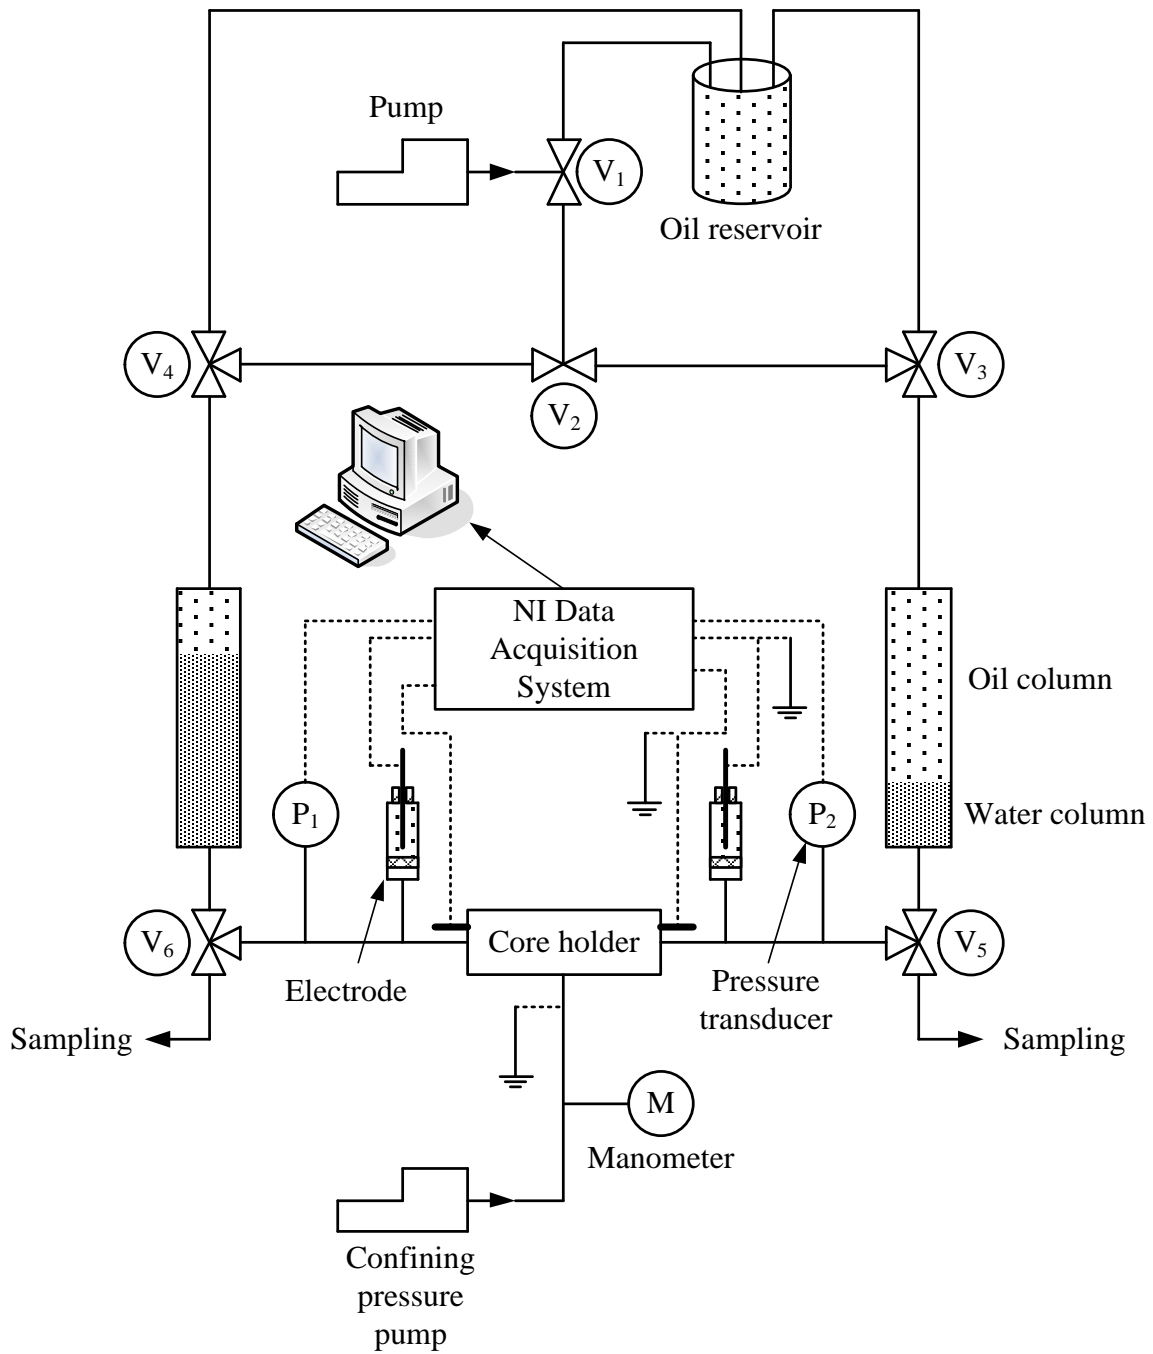 Pump
V1
Oil reservoir
V4
V3
V2
NI Data
Acquisition
System
Oil column
P1
P2
Water column
V6
Core holder
V5
Electrode
Pressure
transducer
Sampling
Sampling
M
Manometer
Confining
pressure
pump